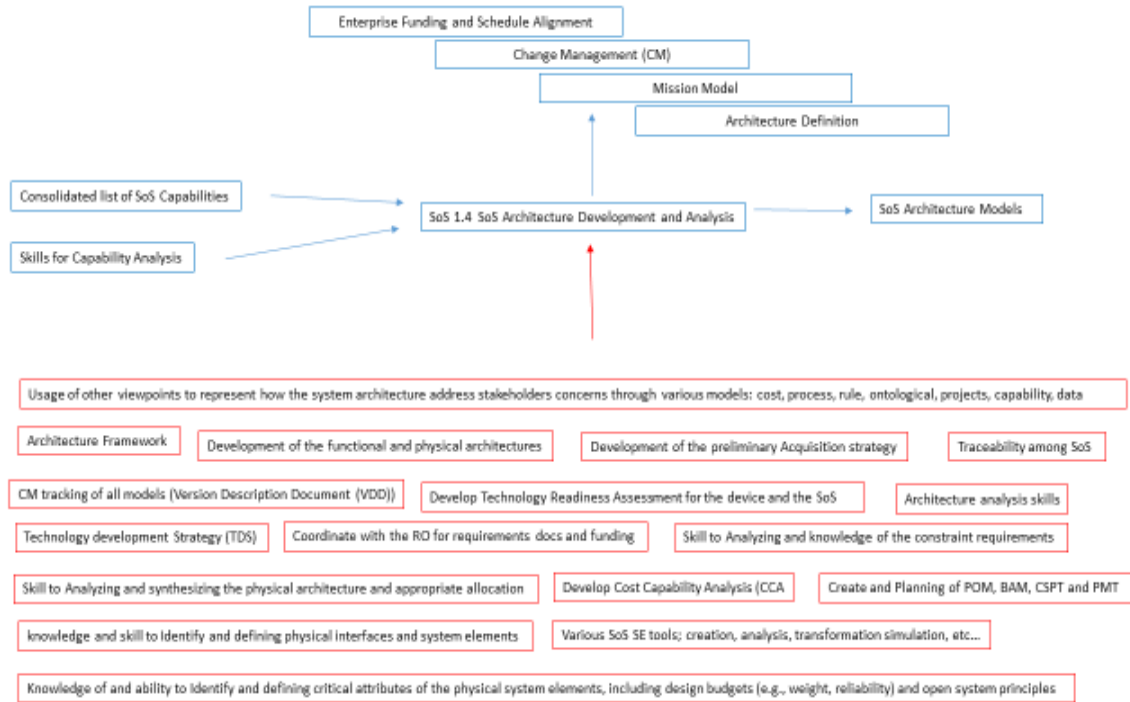 Enterprise Funding and Schedule Alignment
Change Management (CM)
Mission Model
Architecture Definition
Consolidated list of SoS Capabilities
SoS 1.4 SoS Architecture Development and Analysis
SoS Architecture Models
Skills for Capability Analysis
Usage of other viewpoints to represent how the system architecture address stakeholders concerns through various models: cost, process, rule, ontological, projects, capability, data
Architecture Framework
Development of the functional and physical architectures
Development of the preliminary Acquisition strategy
Traceability among SoS
CM tracking of all models (Version Description Document (VDD))
Develop Technology Readiness Assessment for the device and the SoS
Architecture analysis skills
Technology development Strategy (TDS)
Coordinate with the RO for requirements docs and funding
Skill to Analyzing and knowledge of the constraint requirements
Skill to Analyzing and synthesizing the physical architecture and appropriate allocation
Develop Cost Capability Analysis (CCA
Create and Planning of POM, BAM, CSPT and PMT
knowledge and skill to Identify and defining physical interfaces and system elements
Various SoS SE tools; creation, analysis, transformation simulation, etc...
Knowledge of and ability to Identify and defining critical attributes of the physical system elements, including design budgets (e.g., weight, reliability) and open system principles